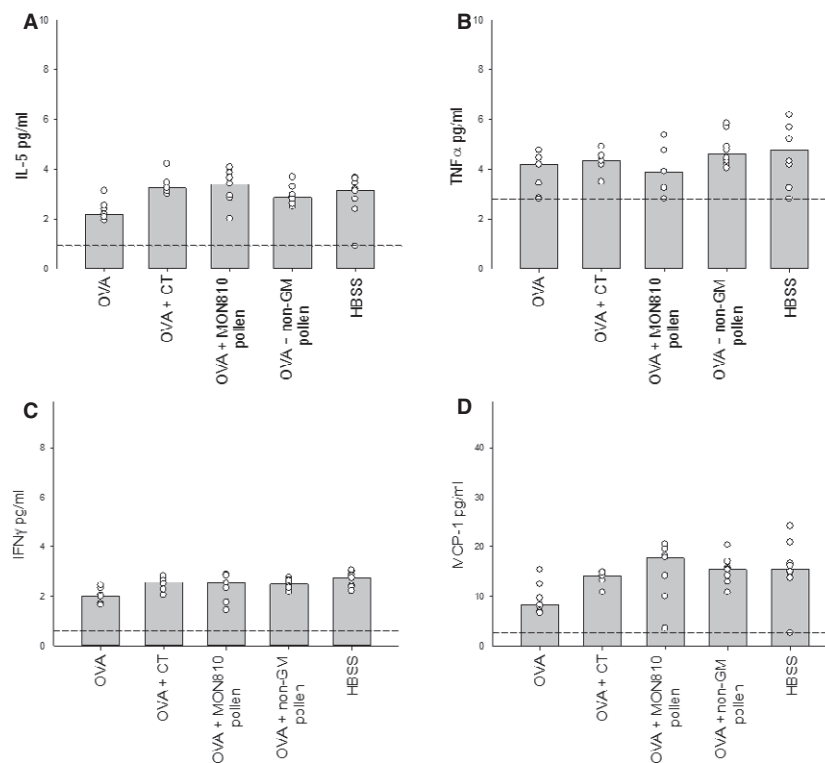 A
10
8
6
4
2
0
IL-5 pg/ml
OVA
OVA + CT
OVA + MON810
pollen
OVA – non-GM
pollen
HBSS
B
10
8
6
4
2
0
TNFα pg/ml
OVA
OVA + CT
OVA + MON810
pollen
OVA – non-GM
pollen
HBSS
C
8
4
2
0
IFNγ pg/ml
OVA
OVA + CT
OVA + MON810
pollen
OVA + non-GM
pollen
HBSS
D
40
30
20
10
0
MCP-1 pg/ml
OVA
OVA + CT
OVA + MON810
pollen
OVA + non-GM
pollen
HBSS